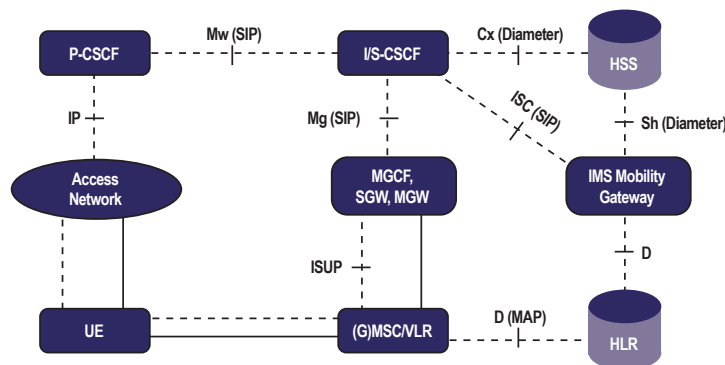 Mw (SIP)
Cx (Diameter)
P-CSCF
I/S-CSCF
HSS
IP
Mg (SIP)
ISC (SIP)
Sh (Diameter)
Access
Network
MGCF,
SGW, MGW
IMS Mobility
Gateway
ISUP
D
UE
(G)MSC/VLR
D (MAP)
HLR